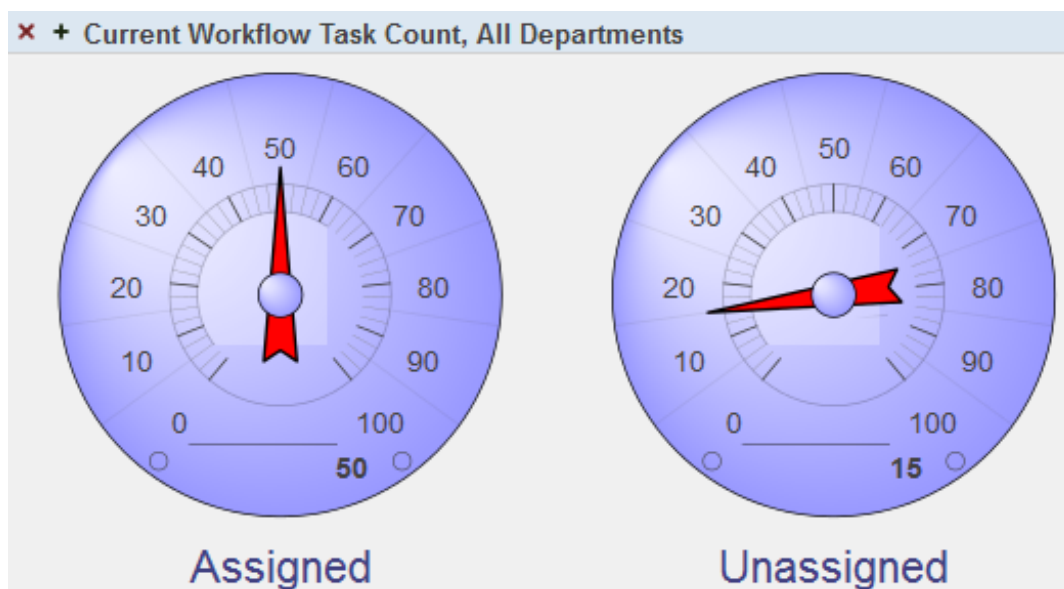 Current Workflow Task Count, All Departments
0 10 20 30 40 50 60 70 80 90 100
50
Assigned
0 10 20 30 40 50 60 70 80 90 100
15
Unassigned